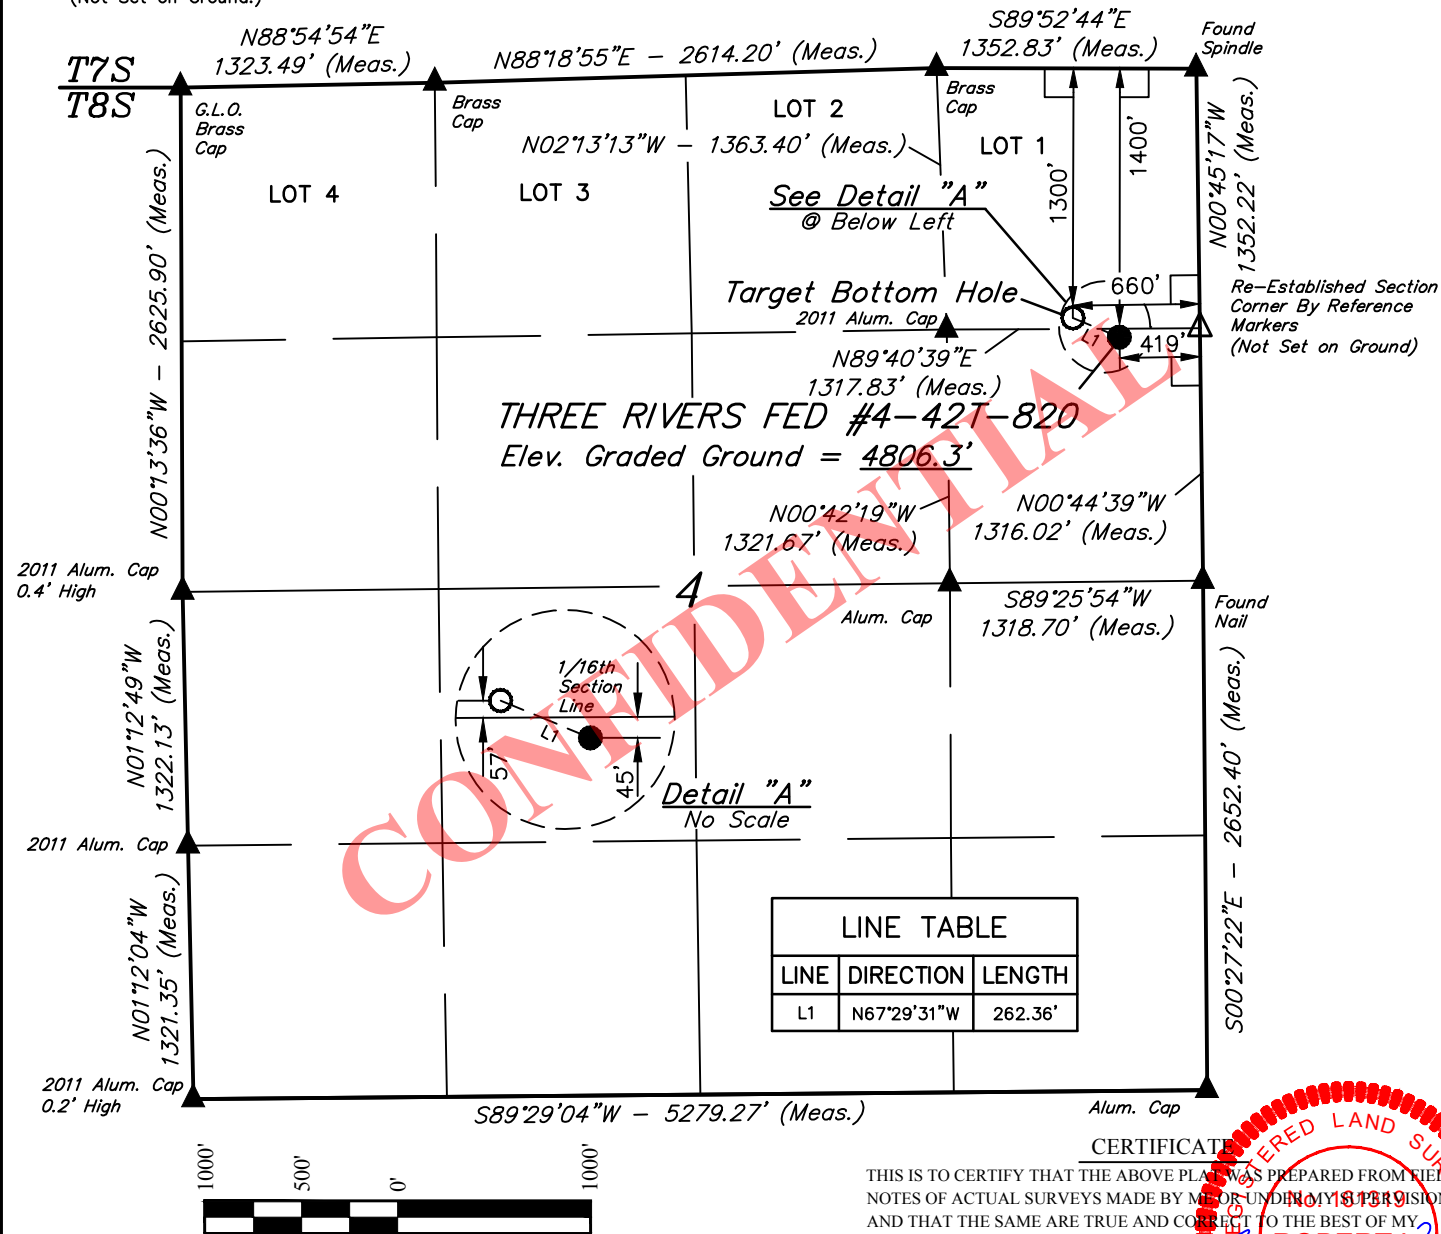 (Not Set on Ground.)
S89°52'44"E
1352.83' (Meas.)
Found
Spindle
N88°54'54"E
1323.49' (Meas.)
N88°18'55"E - 2614.20' (Meas.)
T7S
T8S
G.L.O.
Brass
Cap
Brass
Cap
Brass
Cap
LOT 2
N02°13'13"W - 1363.40' (Meas.)
LOT 1
LOT 4
LOT 3
1300'
1400'
N00°45'17"W
1352.22' (Meas.)
See Detail "A"
@ Below Left
N00°13'36"W - 2625.90' (Meas.)
Target Bottom Hole
2011 Alum. Cap
660'
L1
419'
Re-Established Section
Corner By Reference
Markers
(Not Set on Ground)
N89°40'39"E
1317.83' (Meas.)
THREE RIVERS FED #4-42T-820
Elev. Graded Ground = 4806.3'
N00°42'19"W
1321.67' (Meas.)
N00°44'39"W
1316.02' (Meas.)
2011 Alum. Cap
0.4' High
4
Alum. Cap
S89°25'54"W
1318.70' (Meas.)
Found
Nail
N01°12'49"W
1322.13' (Meas.)
1/16th
Section
Line
L1
57'
45'
Detail "A"
No Scale
CONFIDENTIAL
S00°27'22"E - 2652.40' (Meas.)
2011 Alum. Cap
N01°12'04"W
1321.35' (Meas.)
LINE TABLE
LINE DIRECTION LENGTH
L1 N67°29'31"W 262.36'
2011 Alum. Cap
0.2' High
S89°29'04"W - 5279.27' (Meas.)
Alum. Cap
1000' 500' 0' 1000'
CERTIFICATE
THIS IS TO CERTIFY THAT THE ABOVE PLAT WAS PREPARED FROM FIEL
NOTES OF ACTUAL SURVEYS MADE BY ME OR UNDER MY SUPERVISION
AND THAT THE SAME ARE TRUE AND CORRECT TO THE BEST OF MY
EGISTERED LAND SUR
No. 161319